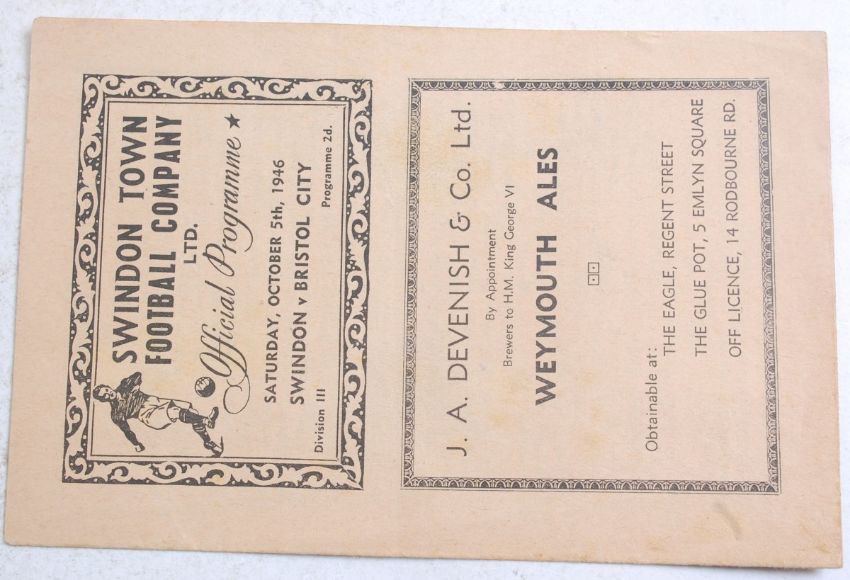 SWINDON TOWN
FOOTBALL COMPANY
LTD.
Official Programme
SATURDAY, OCTOBER 5th, 1946
SWINDON v BRISTOL CITY
Division III Programme 2d.
J. A. DEVENISH & Co. Ltd.
By Appointment
Brewers to H.M. King George VI
WEYMOUTH ALES
Obtainable at:
THE EAGLE, REGENT STREET
THE GLUE POT, 5 EMLYN SQUARE
OFF LICENCE, 14 RODBOURNE RD.